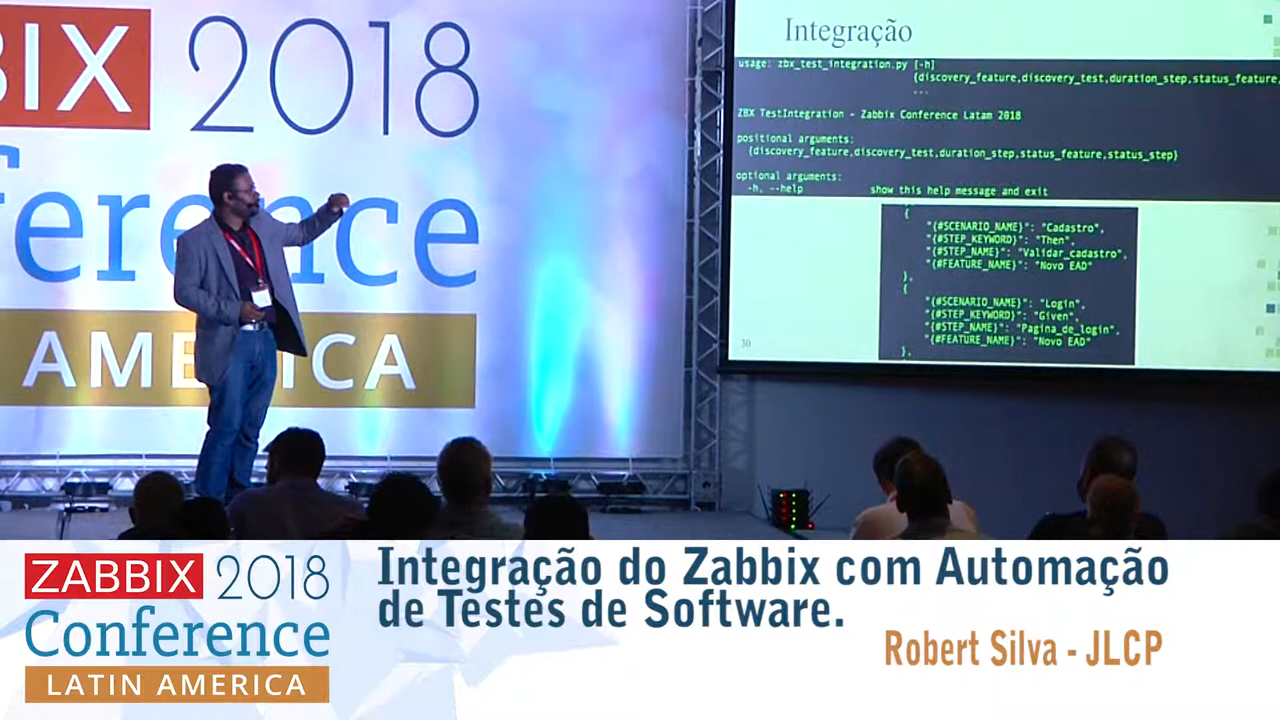 BIX 2018
ference
AMERICA
Integração
usage: zbx_test_integration.py [-h]
{discovery_feature,discovery_test,duration_step,status_feature,
...
ZBX TestIntegration - Zabbix Conference Latam 2018
positional arguments:
{discovery_feature,discovery_test,duration_step,status_feature,status_step}
optional arguments:
-h, --help show this help message and exit
{
"{#SCENARIO_NAME}": "Cadastro",
"{#STEP_KEYWORD}": "Then",
"{#STEP_NAME}": "Validar_cadastro",
"{#FEATURE_NAME}": "Novo EAD"
},
{
"{#SCENARIO_NAME}": "Login",
"{#STEP_KEYWORD}": "Given",
"{#STEP_NAME}": "Pagina_de_login",
"{#FEATURE_NAME}": "Novo EAD"
},
30
ZABBIX 2018
Conference
LATIN AMERICA
Integração do Zabbix com Automação
de Testes de Software.
Robert Silva - JLCP